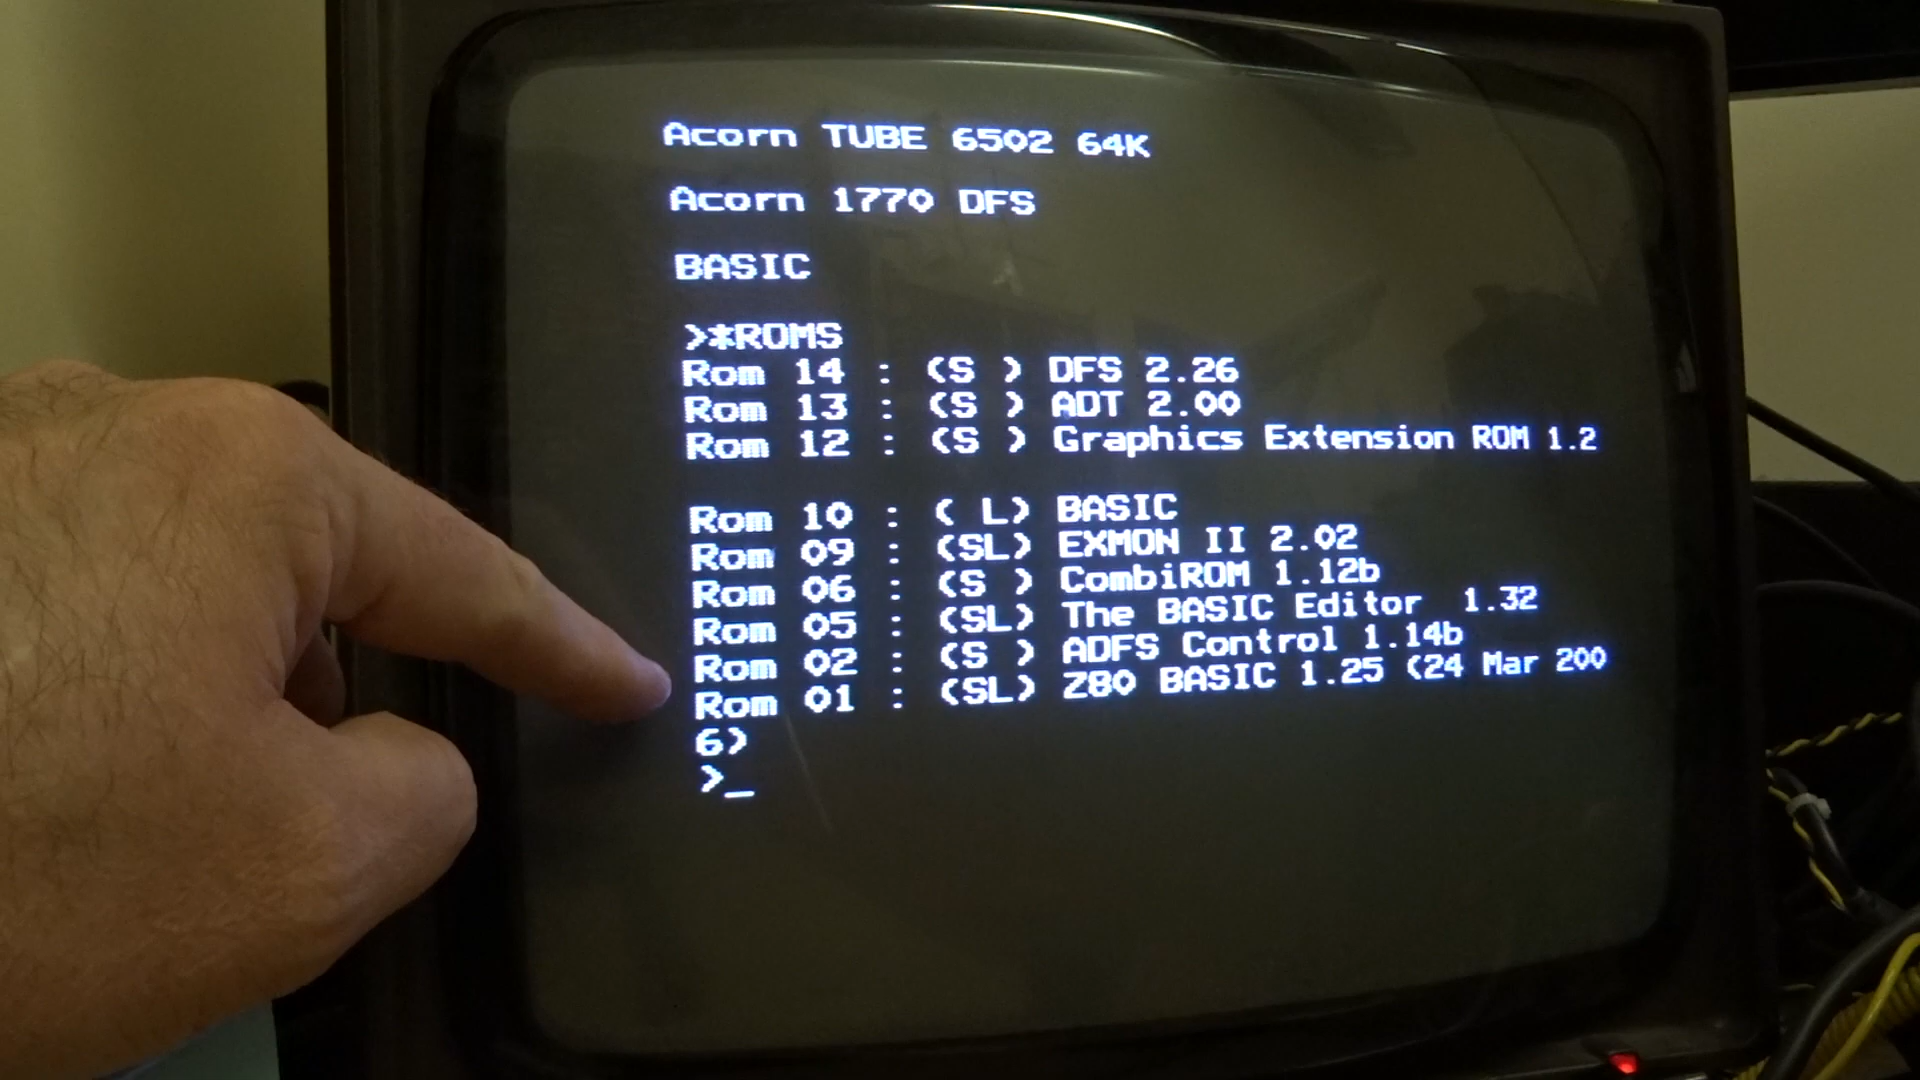 Acorn TUBE 6502 64K
Acorn 1770 DFS
BASIC
>*ROMS
Rom 14 : (S ) DFS 2.26
Rom 13 : (S ) ADT 2.00
Rom 12 : (S ) Graphics Extension ROM 1.2
Rom 10 : ( L) BASIC
Rom 09 : (SL) EXMON II 2.02
Rom 06 : (S ) CombiROM 1.12b
Rom 05 : (SL) The BASIC Editor  1.32
Rom 02 : (S ) ADFS Control 1.14b
Rom 01 : (SL) Z80 BASIC 1.25 (24 Mar 200
6)
>_